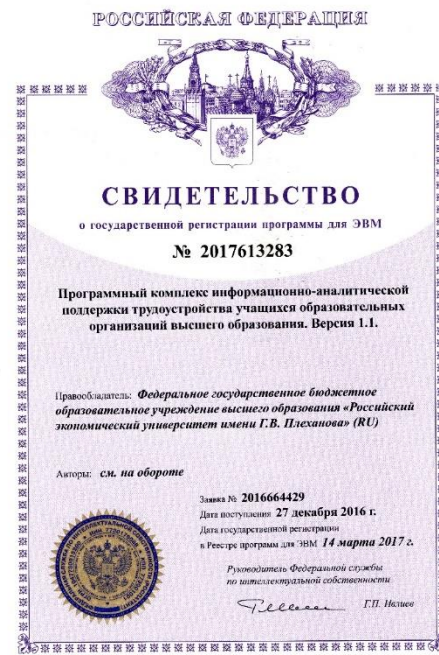 РОССИЙСКАЯ ФЕДЕРАЦИЯ
СВИДЕТЕЛЬСТВО
о государственной регистрации программы для ЭВМ
№ 2017613283
Программный комплекс информационно-аналитической
поддержки трудоустройства учащихся образовательных
организаций высшего образования. Версия 1.1.
Правообладатель: Федеральное государственное бюджетное
образовательное учреждение высшего образования «Российский
экономический университет имени Г.В. Плеханова» (RU)
Авторы: см. на обороте
Заявка № 2016664429
Дата поступления 27 декабря 2016 г.
Дата государственной регистрации
в Реестре программ для ЭВМ 14 марта 2017 г.
Руководитель Федеральной службы
по интеллектуальной собственности
Г.П. Ивлиев